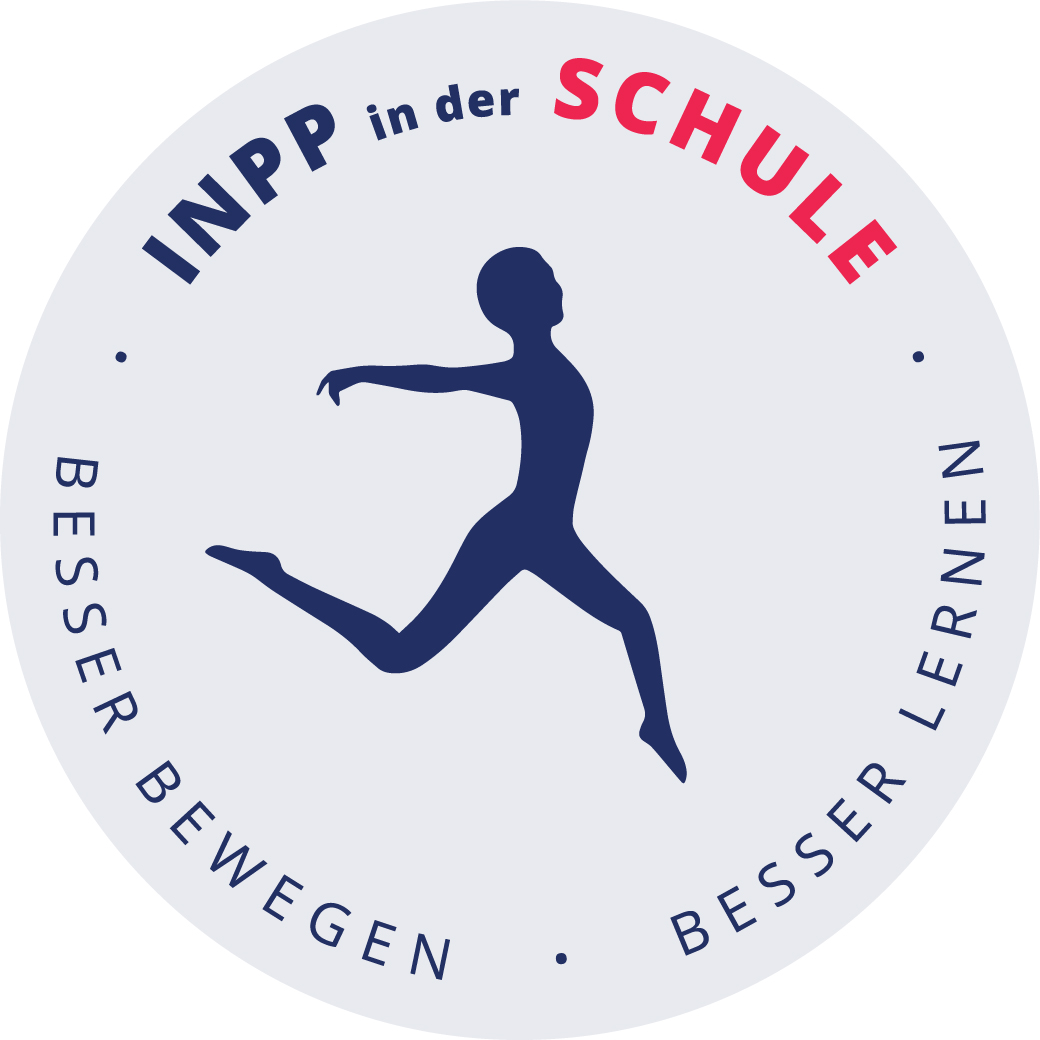 INPP in der SCHULE
BESSER BEWEGEN
BESSER LERNEN